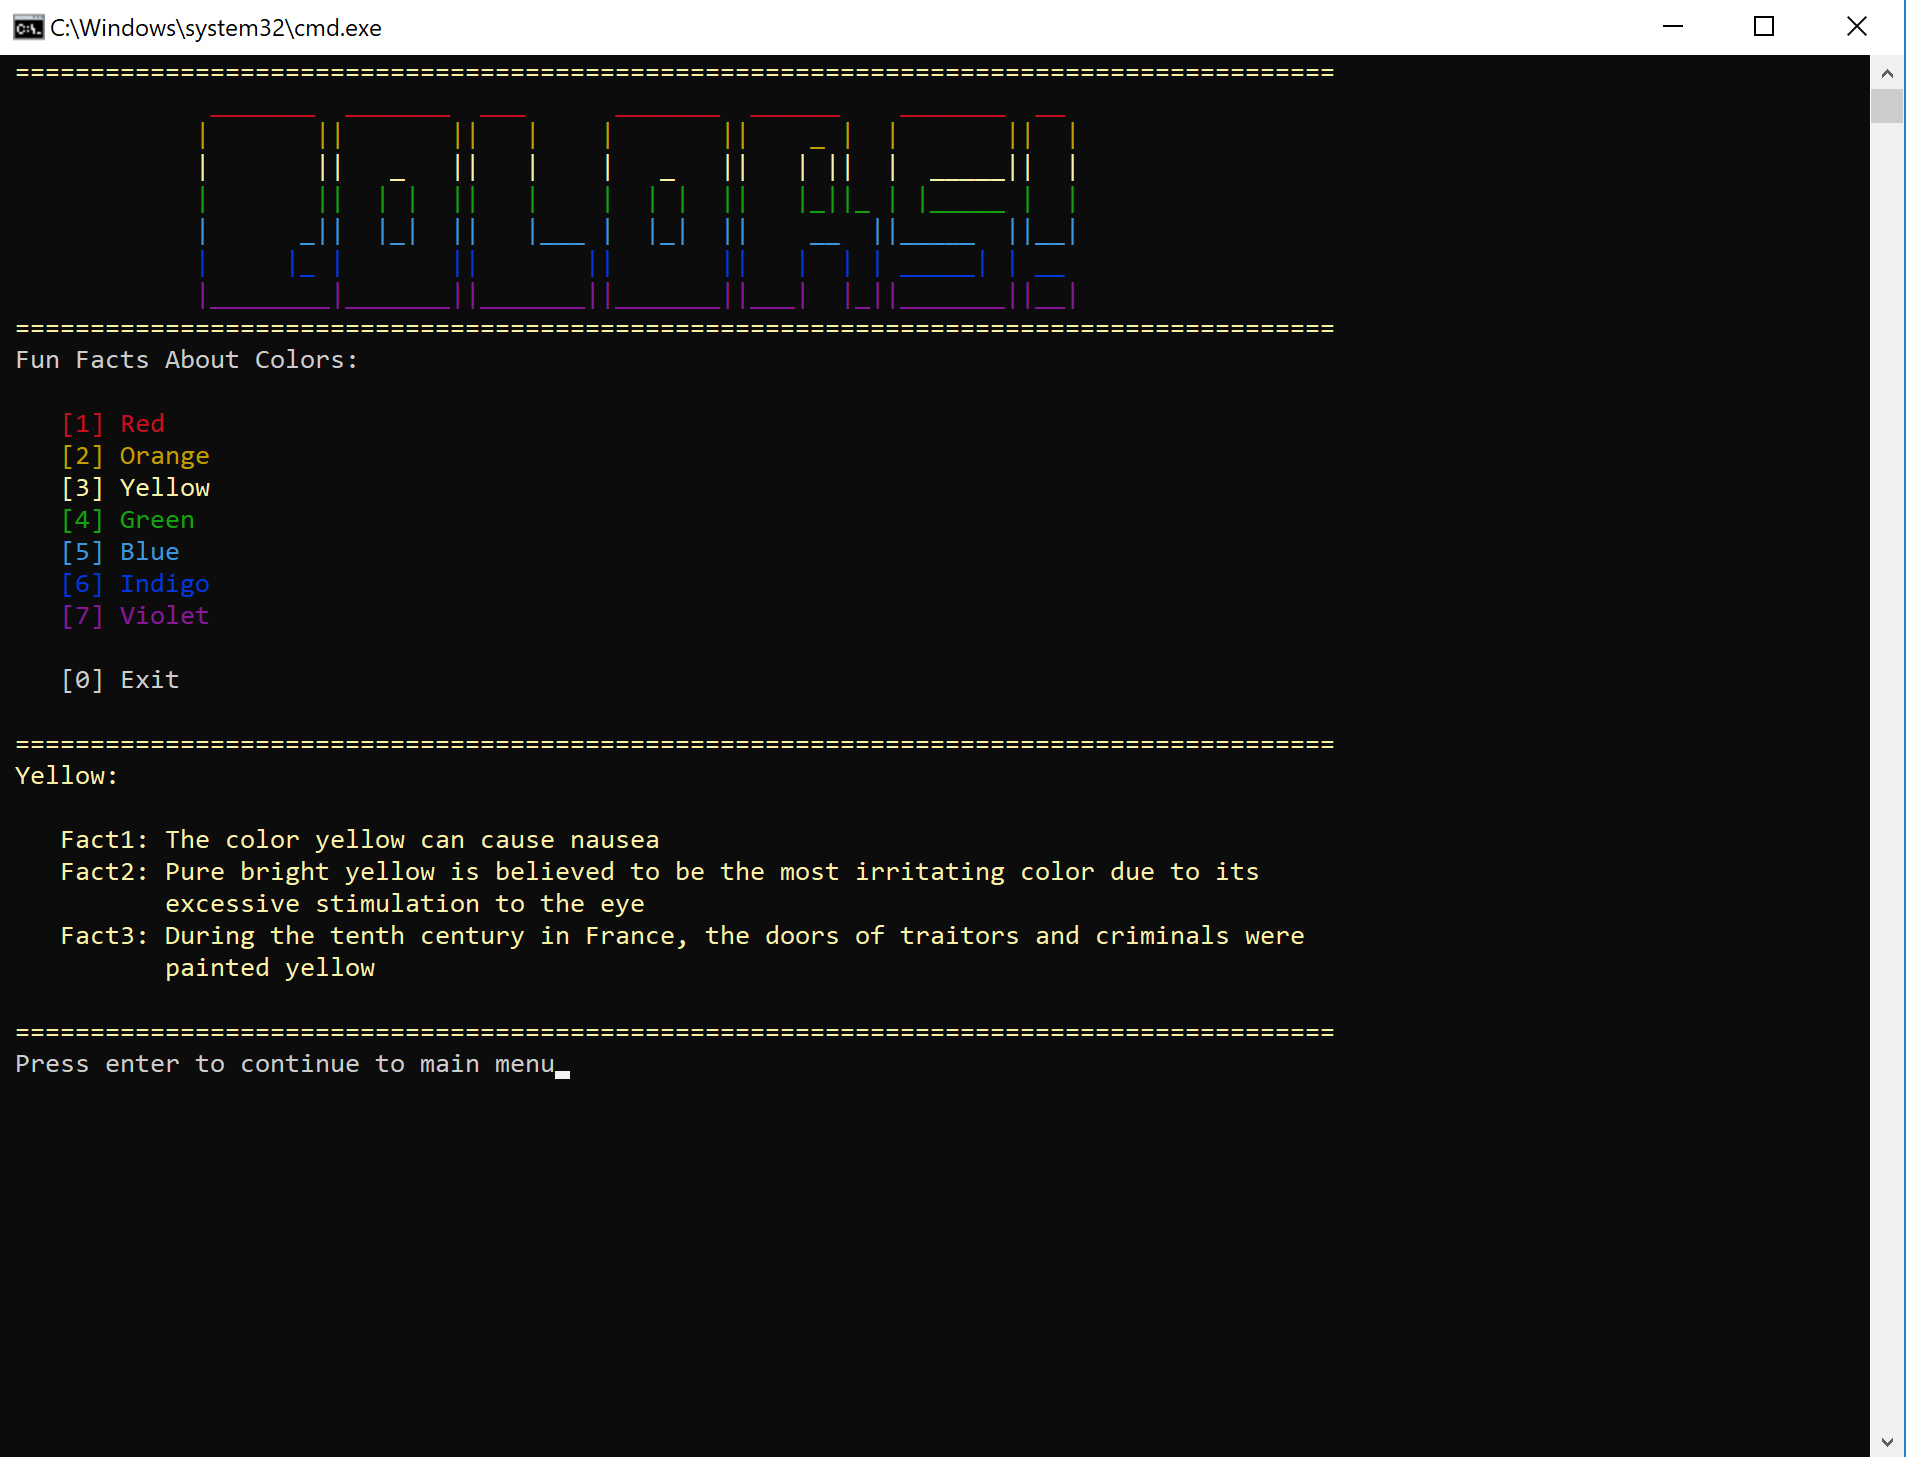 C:\Windows\system32\cmd.exe
========================================================================================
COLORS!
========================================================================================
Fun Facts About Colors:
[1] Red
[2] Orange
[3] Yellow
[4] Green
[5] Blue
[6] Indigo
[7] Violet
[0] Exit
========================================================================================
Yellow:
Fact1: The color yellow can cause nausea
Fact2: Pure bright yellow is believed to be the most irritating color due to its
excessive stimulation to the eye
Fact3: During the tenth century in France, the doors of traitors and criminals were
painted yellow
========================================================================================
Press enter to continue to main menu